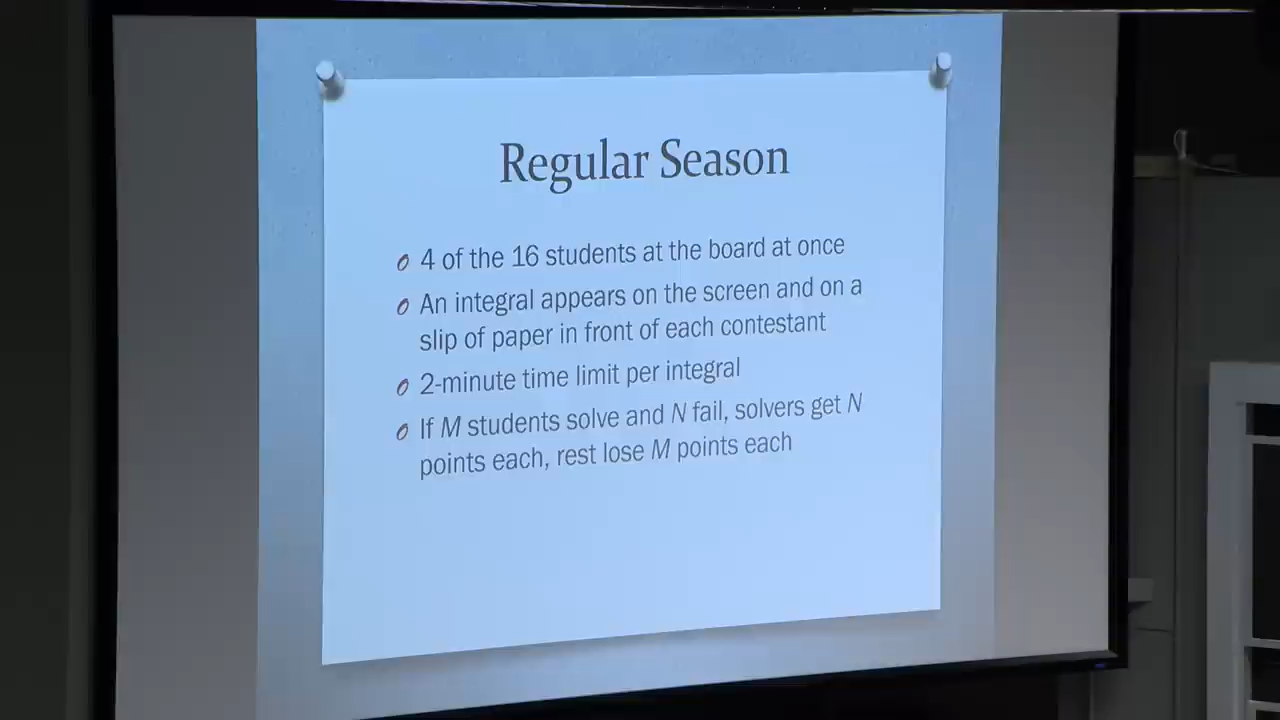 Regular Season
4 of the 16 students at the board at once
An integral appears on the screen and on a
slip of paper in front of each contestant
2-minute time limit per integral
If M students solve and N fail, solvers get N
points each, rest lose M points each